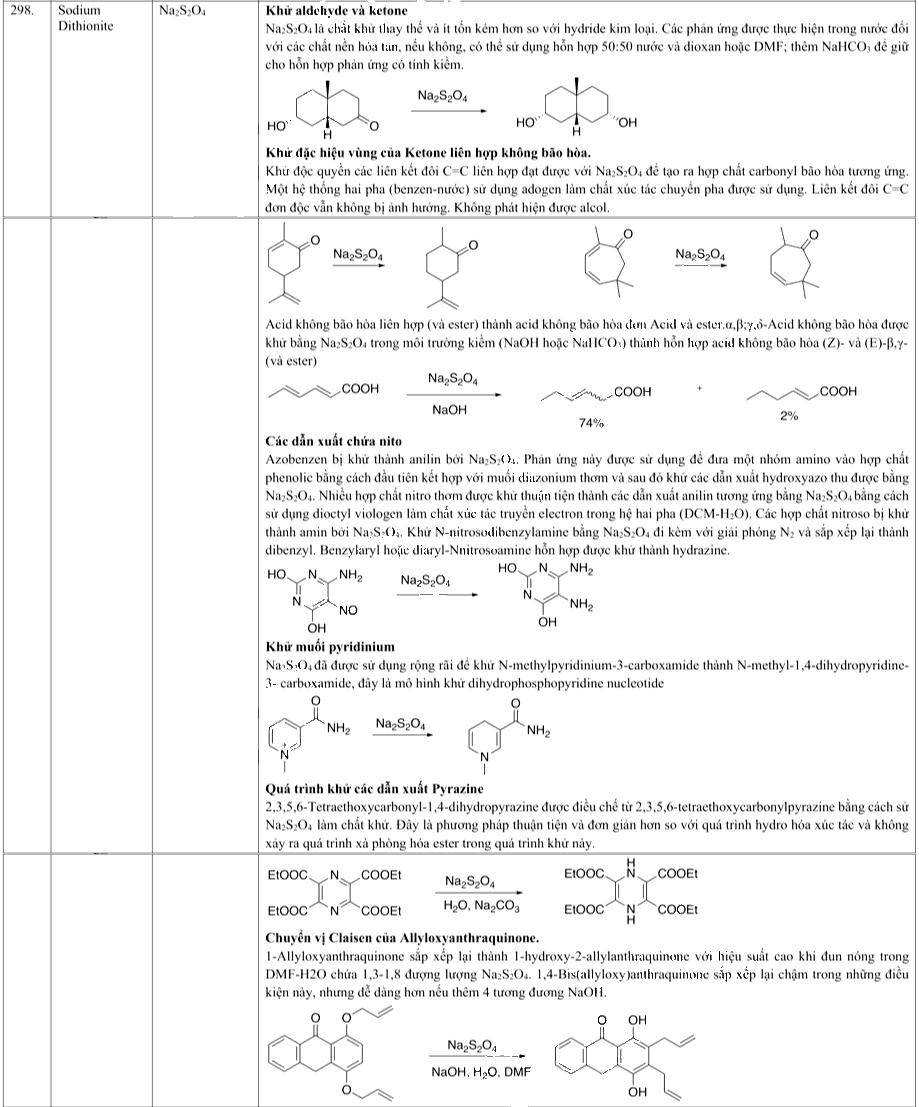 298. Sodium Dithionite Na₂S₂O₄ Khử aldehyde và ketone
Na₂S₂O₄ là chất khử thay thế và ít tốn kém hơn so với hydride kim loại. Các phản ứng được thực hiện trong nước đối
với các chất nền hòa tan, nếu không, có thể sử dụng hỗn hợp 50:50 nước và dioxan hoặc DMF; thêm NaHCO₃ để giữ
cho hỗn hợp phản ứng có tính kiềm.
Na₂S₂O₄
HO H O HO H OH
Khử đặc hiệu vùng của Ketone liên hợp không bão hòa.
Khử độc quyền các liên kết đôi C=C liên hợp đạt được với Na₂S₂O₄ để tạo ra hợp chất carbonyl bão hòa tương ứng.
Một hệ thống hai pha (benzen-nước) sử dụng adogen làm chất xúc tác chuyển pha được sử dụng. Liên kết đôi C=C
đơn độc vẫn không bị ảnh hưởng. Không phát hiện được alcol.
O Na₂S₂O₄ O O Na₂S₂O₄ O
Acid không bão hòa liên hợp (và ester) thành acid không bão hòa đơn Acid và ester.α,β;γ,δ-Acid không bão hòa được
khử bằng Na₂S₂O₄ trong môi trường kiềm (NaOH hoặc NaHCO₃) thành hỗn hợp acid không bão hòa (Z)- và (E)-β,γ-
(và ester)
COOH Na₂S₂O₄ NaOH COOH + COOH
74% 2%
Các dẫn xuất chứa nito
Azobenzen bị khử thành anilin bởi Na₂S₂O₄. Phản ứng này được sử dụng để đưa một nhóm amino vào hợp chất
phenolic bằng cách đầu tiên kết hợp với muối diazonium thơm và sau đó khử các dẫn xuất hydroxyazo thu được bằng
Na₂S₂O₄. Nhiều hợp chất nitro thơm được khử thuận tiện thành các dẫn xuất anilin tương ứng bằng Na₂S₂O₄ bằng cách
sử dụng dioctyl viologen làm chất xúc tác truyền electron trong hệ hai pha (DCM-H₂O). Các hợp chất nitroso bị khử
thành amin bởi Na₂S₂O₄. Khử N-nitrosodibenzylamine bằng Na₂S₂O₄ đi kèm với giải phóng N₂ và sắp xếp lại thành
dibenzyl. Benzylaryl hoặc diaryl-Nnitrosoamine hỗn hợp được khử thành hydrazine.
HO N NH₂ Na₂S₂O₄ HO N NH₂
N NO N NH₂
OH OH
Khử muối pyridinium
Na₂S₂O₄ đã được sử dụng rộng rãi để khử N-methylpyridinium-3-carboxamide thành N-methyl-1,4-dihydropyridine-
3- carboxamide, đây là mô hình khử dihydrophosphopyridine nucleotide
O NH₂ Na₂S₂O₄ O NH₂
N+ N
Quá trình khử các dẫn xuất Pyrazine
2,3,5,6-Tetraethoxycarbonyl-1,4-dihydropyrazine được điều chế từ 2,3,5,6-tetraethoxycarbonylpyrazine bằng cách sử
Na₂S₂O₄ làm chất khử. Đây là phương pháp thuận tiện và đơn giản hơn so với quá trình hydro hóa xúc tác và không
xảy ra quá trình xà phòng hóa ester trong quá trình khử này.
EtOOC N COOEt Na₂S₂O₄ EtOOC H N COOEt
EtOOC N COOEt H₂O, Na₂CO₃ EtOOC N H COOEt
Chuyển vị Claisen của Allyloxyanthraquinone.
1-Allyloxyanthraquinone sắp xếp lại thành 1-hydroxy-2-allylanthraquinone với hiệu suất cao khi đun nóng trong
DMF-H2O chứa 1,3-1,8 đượng lượng Na₂S₂O₄. 1,4-Bis(allyloxy)anthraquinone sắp xếp lại chậm trong những điều
kiện này, nhưng dễ dàng hơn nếu thêm 4 tương đương NaOH.
O O Na₂S₂O₄ O OH
NaOH, H₂O, DMF
O OH